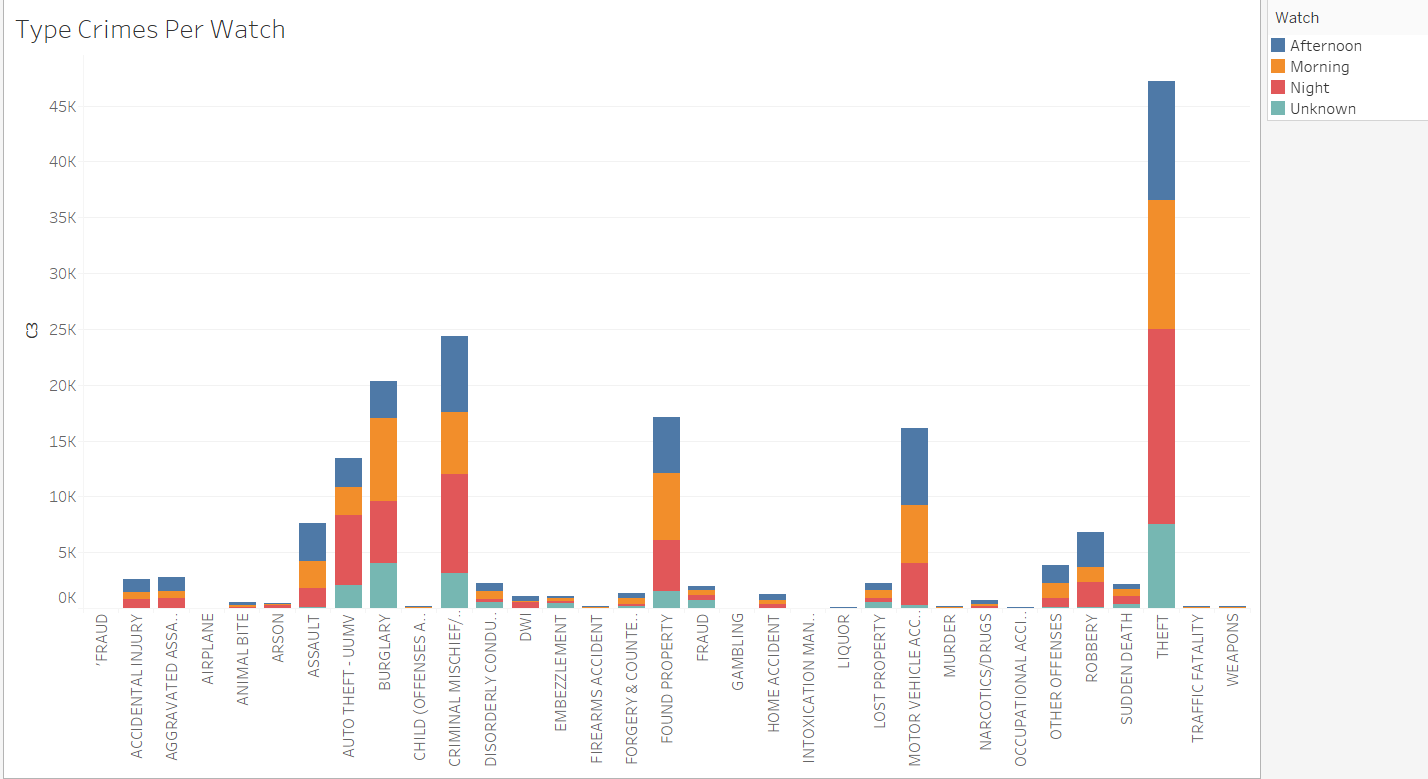 Type Crimes Per Watch
Watch
Afternoon
Morning
Night
Unknown
C3
45K
40K
35K
30K
25K
20K
15K
10K
5K
0K
'FRAUD
ACCIDENTAL INJURY
AGGRAVATED ASSA..
AIRPLANE
ANIMAL BITE
ARSON
ASSAULT
AUTO THEFT - UUMV
BURGLARY
CHILD (OFFENSES A..
CRIMINAL MISCHIEF/..
DISORDERLY CONDU..
DWI
EMBEZZLEMENT
FIREARMS ACCIDENT
FORGERY & COUNTE..
FOUND PROPERTY
FRAUD
GAMBLING
HOME ACCIDENT
INTOXICATION MAN..
LIQUOR
LOST PROPERTY
MOTOR VEHICLE ACC..
MURDER
NARCOTICS/DRUGS
OCCUPATIONAL ACCI..
OTHER OFFENSES
ROBBERY
SUDDEN DEATH
THEFT
TRAFFIC FATALITY
WEAPONS